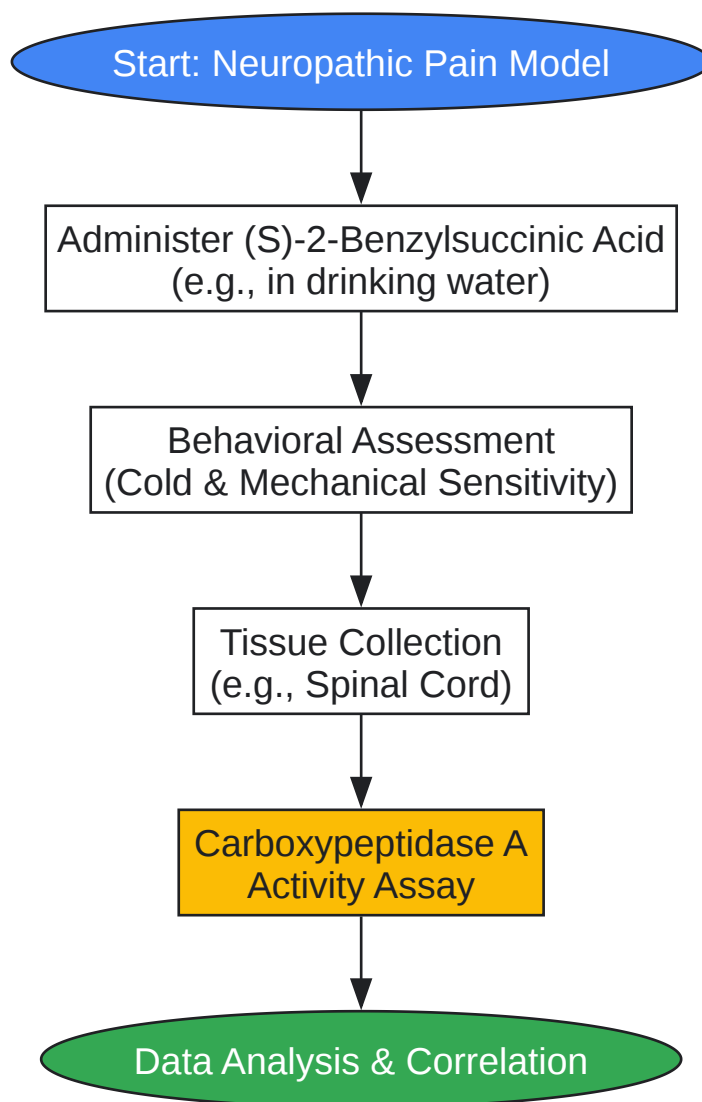 Start: Neuropathic Pain Model
Administer (S)-2-Benzylsuccinic Acid
(e.g., in drinking water)
Behavioral Assessment
(Cold & Mechanical Sensitivity)
Tissue Collection
(e.g., Spinal Cord)
Carboxypeptidase A
Activity Assay
Data Analysis & Correlation